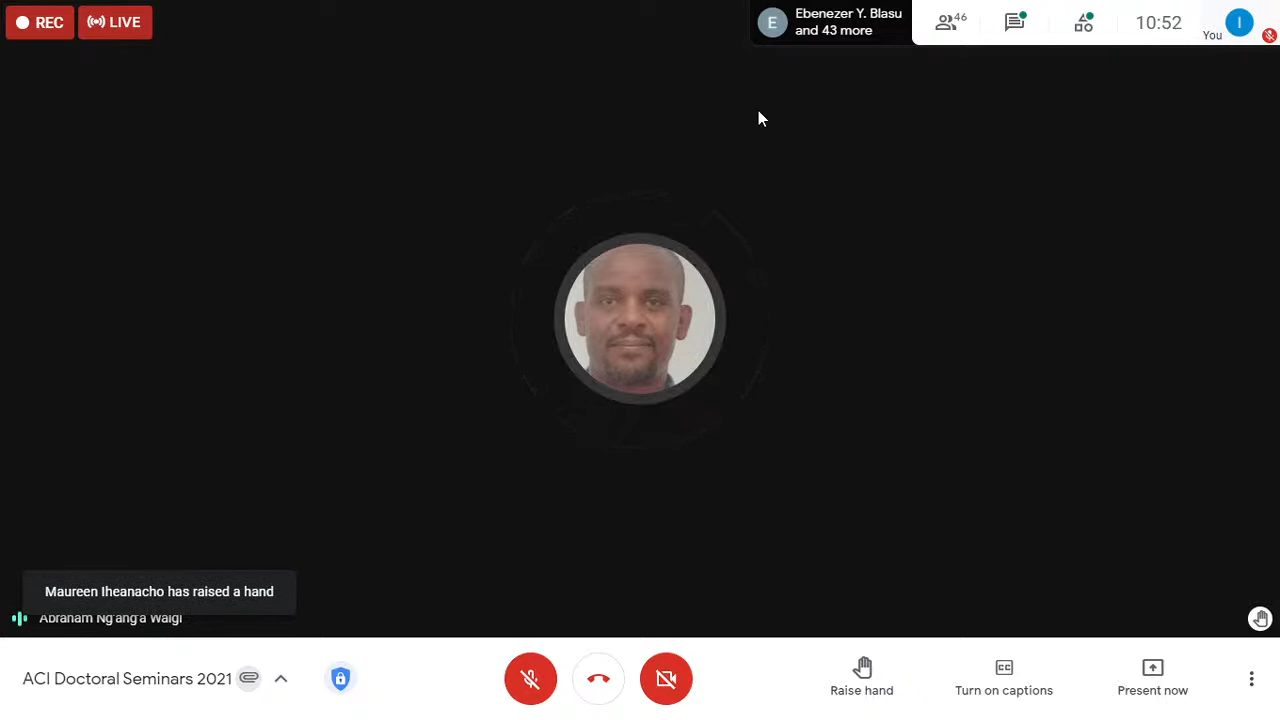 REC
LIVE
E
Ebenezer Y. Blasu
and 43 more
46
10:52
You
I
Maureen Iheanacho has raised a hand
Abraham Ng'ang'a Waigi
ACI Doctoral Seminars 2021
Raise hand
CC
Turn on captions
Present now